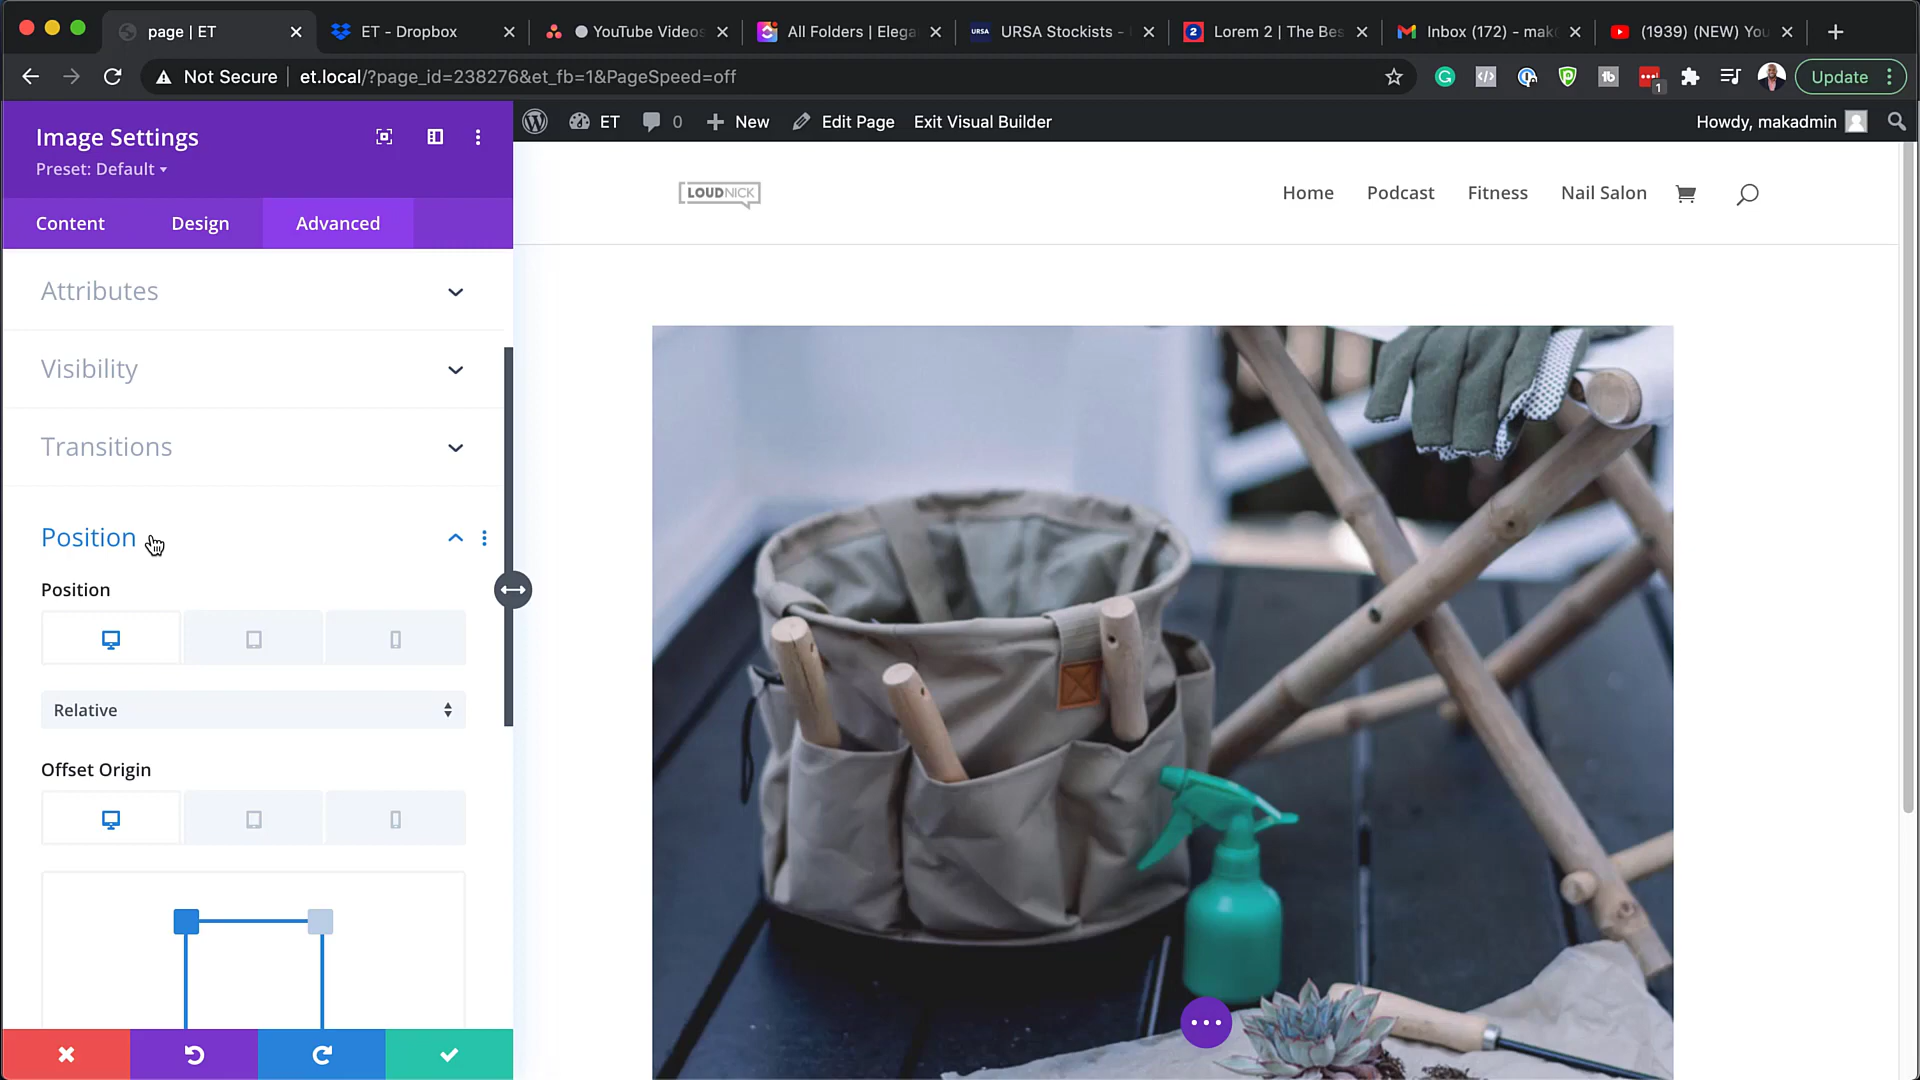 page | ET
ET - Dropbox
YouTube Videos
All Folders | Elega
URSA
URSA Stockists -
2
Lorem 2 | The Bes
Inbox (172) - mak
(1939) (NEW) You
Not Secure
et.local/?page_id=238276&et_fb=1&PageSpeed=off
1
Update
Image Settings
Preset: Default
Content
Design
Advanced
Attributes
Visibility
Transitions
Position
Position
Relative
Offset Origin
ET
0
New
Edit Page
Exit Visual Builder
Howdy, makadmin
LOUDNICK
Home
Podcast
Fitness
Nail Salon